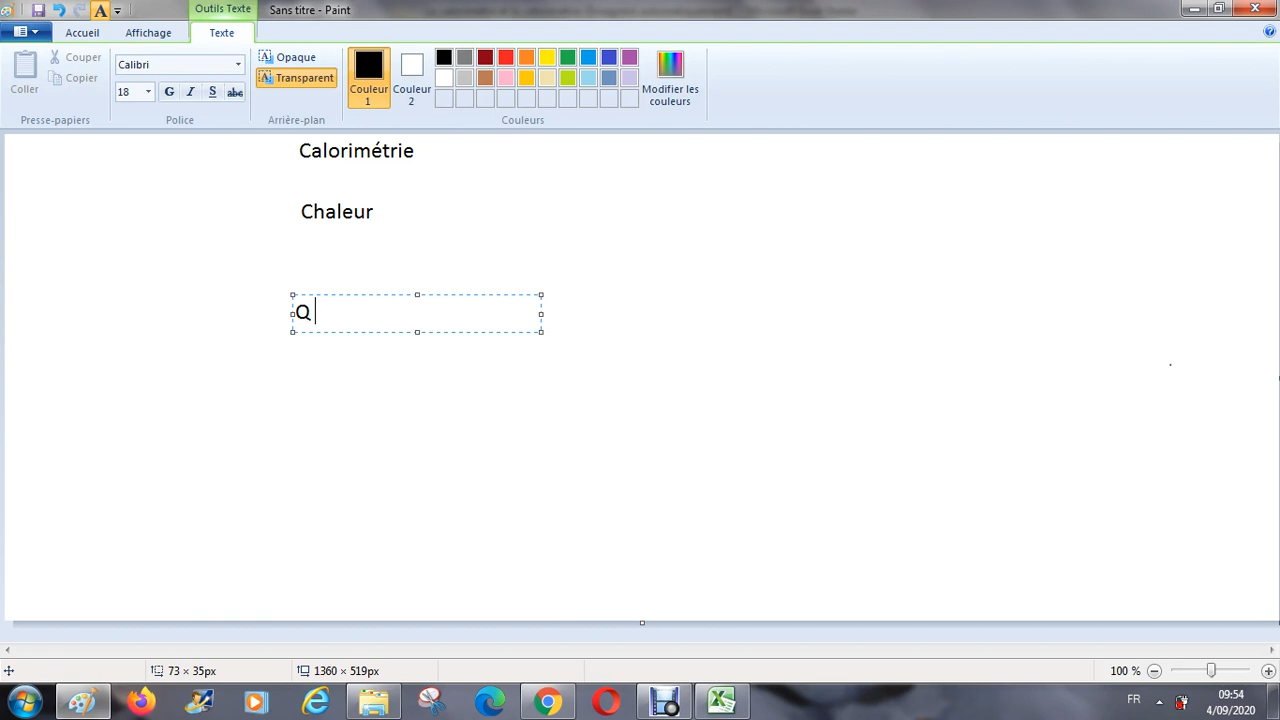 Outils Texte
Sans titre - Paint
Accueil
Affichage
Texte
Coller
Couper
Copier
Presse-papiers
Calibri
18
G I S abc
Police
Opaque
Transparent
Arrière-plan
Couleur 1
Couleur 2
Modifier les couleurs
Couleurs
Calorimétrie
Chaleur
Q
73 × 35px
1360 × 519px
100 %
FR
09:54
4/09/2020